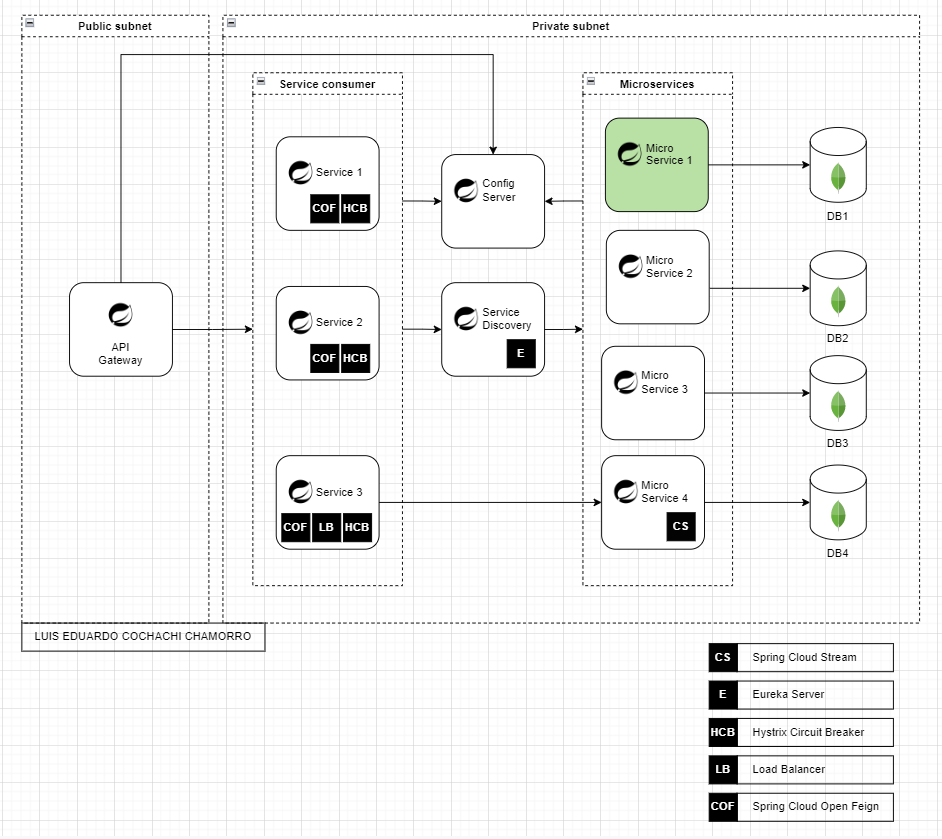 Public subnet
Private subnet
Service consumer
Microservices
Service 1
COF HCB
Config
Server
Micro
Service 1
DB1
Micro
Service 2
DB2
API
Gateway
Service 2
COF HCB
Service
Discovery
E
Micro
Service 3
DB3
Service 3
COF LB HCB
Micro
Service 4
CS
DB4
LUIS EDUARDO COCHACHI CHAMORRO
CS Spring Cloud Stream
E Eureka Server
HCB Hystrix Circuit Breaker
LB Load Balancer
COF Spring Cloud Open Feign